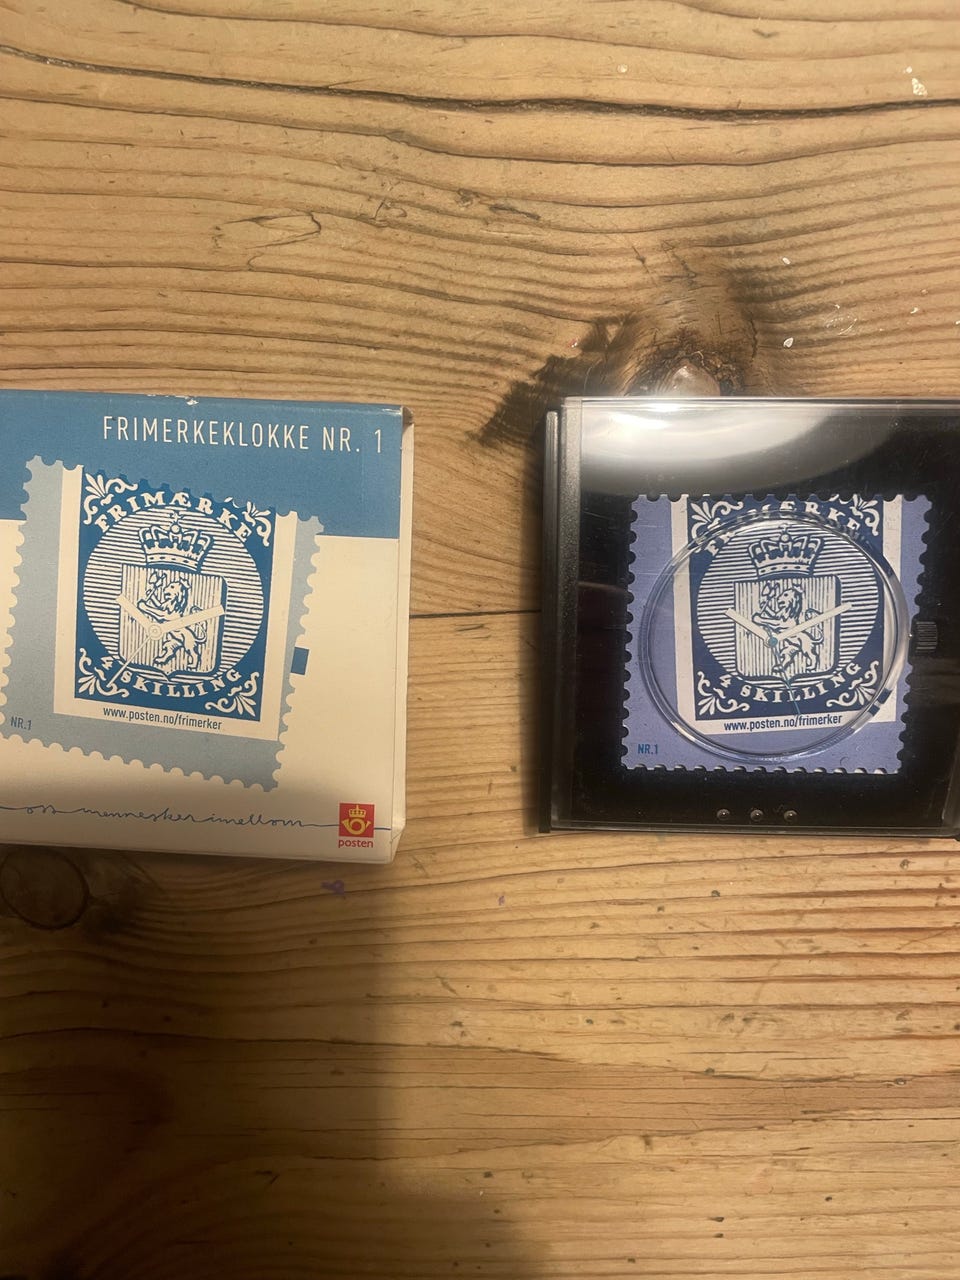 FRIMERKEKLOKKE NR. 1
FRIMÆRKE
4 SKILLING
www.posten.no/frimerker
NR.1
mennesker imellom
posten
FRIMÆRKE
4 SKILLING
www.posten.no/frimerker
NR.1